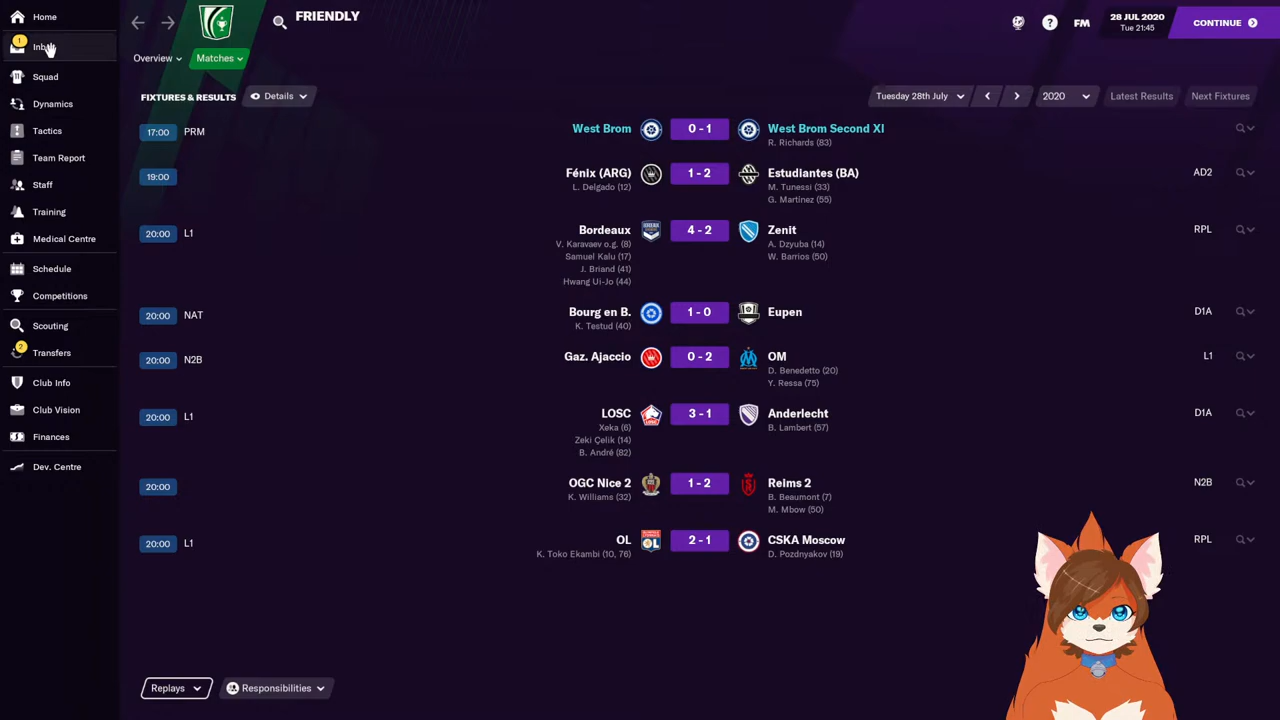 Home
FRIENDLY
28 JUL 2020
Tue 21:45
FM
CONTINUE
1
Squad
Dynamics
Tactics
Team Report
Staff
Training
Medical Centre
Schedule
Competitions
Scouting
2
Transfers
Club Info
Club Vision
Finances
Dev. Centre
Overview
Matches
FIXTURES & RESULTS
Details
Tuesday 28th July
2020
Latest Results
Next Fixtures
17:00 PRM West Brom 0 - 1 West Brom Second XI
R. Richards (83)
19:00 Fénix (ARG) 1 - 2 Estudiantes (BA) AD2
L. Delgado (12) M. Tunessi (33)
G. Martínez (55)
20:00 L1 Bordeaux 4 - 2 Zenit RPL
V. Karavaev o.g. (8) A. Dzyuba (14)
Samuel Kalu (17) W. Barrios (50)
J. Briand (41)
Hwang Ui-Jo (44)
20:00 NAT Bourg en B. 1 - 0 Eupen D1A
K. Testud (40)
20:00 N2B Gaz. Ajaccio 0 - 2 OM L1
D. Benedetto (20)
Y. Ressa (75)
20:00 L1 LOSC 3 - 1 Anderlecht D1A
Xeka (6) B. Lambert (57)
Zeki Çelik (14)
B. André (82)
20:00 OGC Nice 2 1 - 2 Reims 2 N2B
K. Williams (32) B. Beaumont (7)
M. Mbow (50)
20:00 L1 OL 2 - 1 CSKA Moscow RPL
K. Toko Ekambi (10, 76) D. Pozdnyakov (19)
Replays
Responsibilities